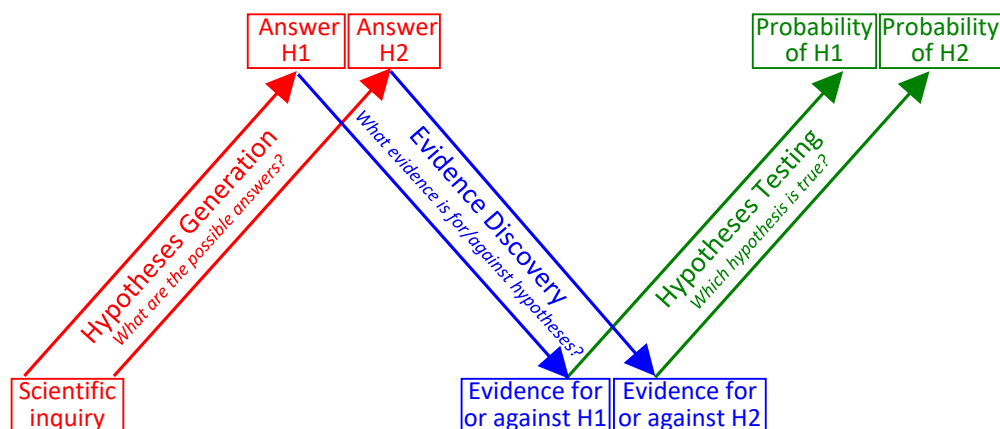 Answer
H1
Answer
H2
Probability
of H1
Probability
of H2
Hypotheses Generation
What are the possible answers?
What evidence is for/against hypotheses?
Evidence Discovery
Hypotheses Testing
Which hypothesis is true?
Scientific
inquiry
Evidence for
or against H1
Evidence for
or against H2